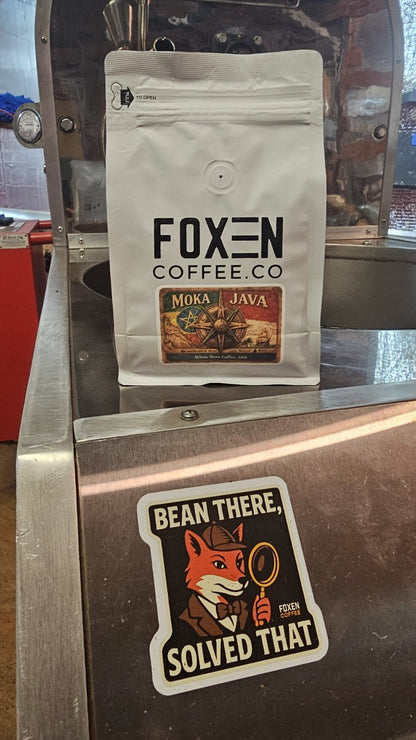 TO OPEN
FOXEN
COFFEE.CO
MOKA JAVA
Whole Bean Coffee, 12oz
BEAN THERE,
FOXEN
COFFEE
SOLVED THAT